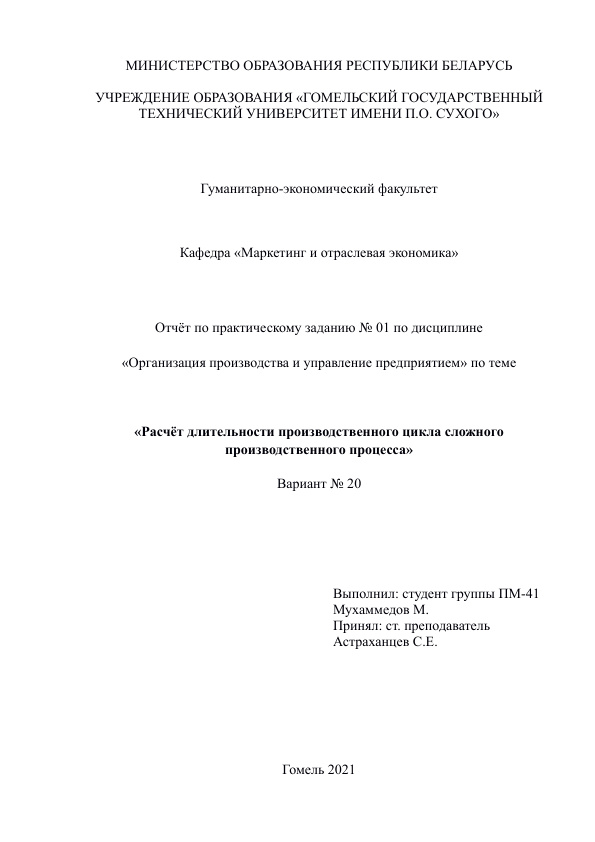 МИНИСТЕРСТВО ОБРАЗОВАНИЯ РЕСПУБЛИКИ БЕЛАРУСЬ
УЧРЕЖДЕНИЕ ОБРАЗОВАНИЯ «ГОМЕЛЬСКИЙ ГОСУДАРСТВЕННЫЙ
ТЕХНИЧЕСКИЙ УНИВЕРСИТЕТ ИМЕНИ П.О. СУХОГО»
Гуманитарно-экономический факультет
Кафедра «Маркетинг и отраслевая экономика»
Отчёт по практическому заданию № 01 по дисциплине
«Организация производства и управление предприятием» по теме
«Расчёт длительности производственного цикла сложного
производственного процесса»
Вариант № 20
Выполнил: студент группы ПМ-41
Мухаммедов М.
Принял: ст. преподаватель
Астраханцев С.Е.
Гомель 2021